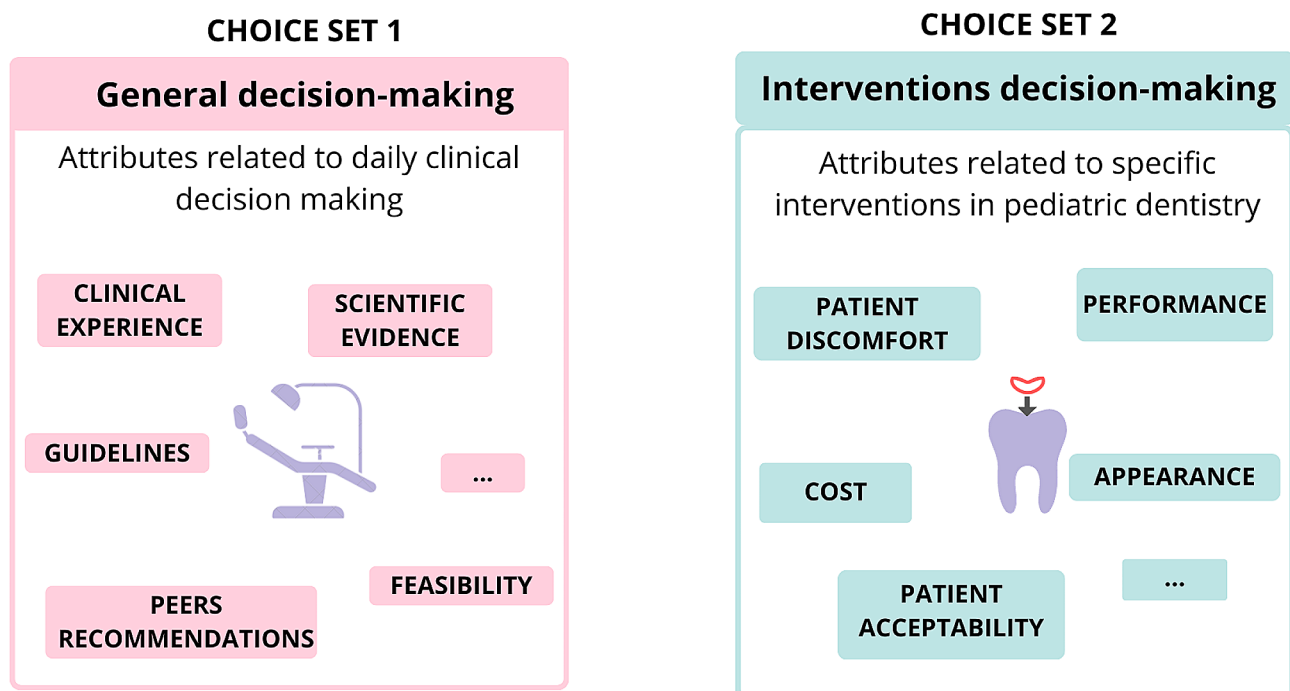 CHOICE SET 1
General decision-making
Attributes related to daily clinical
decision making
CLINICAL
EXPERIENCE
SCIENTIFIC
EVIDENCE
GUIDELINES
...
FEASIBILITY
PEERS
RECOMMENDATIONS
CHOICE SET 2
Interventions decision-making
Attributes related to specific
interventions in pediatric dentistry
PATIENT
DISCOMFORT
PERFORMANCE
COST
APPEARANCE
...
PATIENT
ACCEPTABILITY